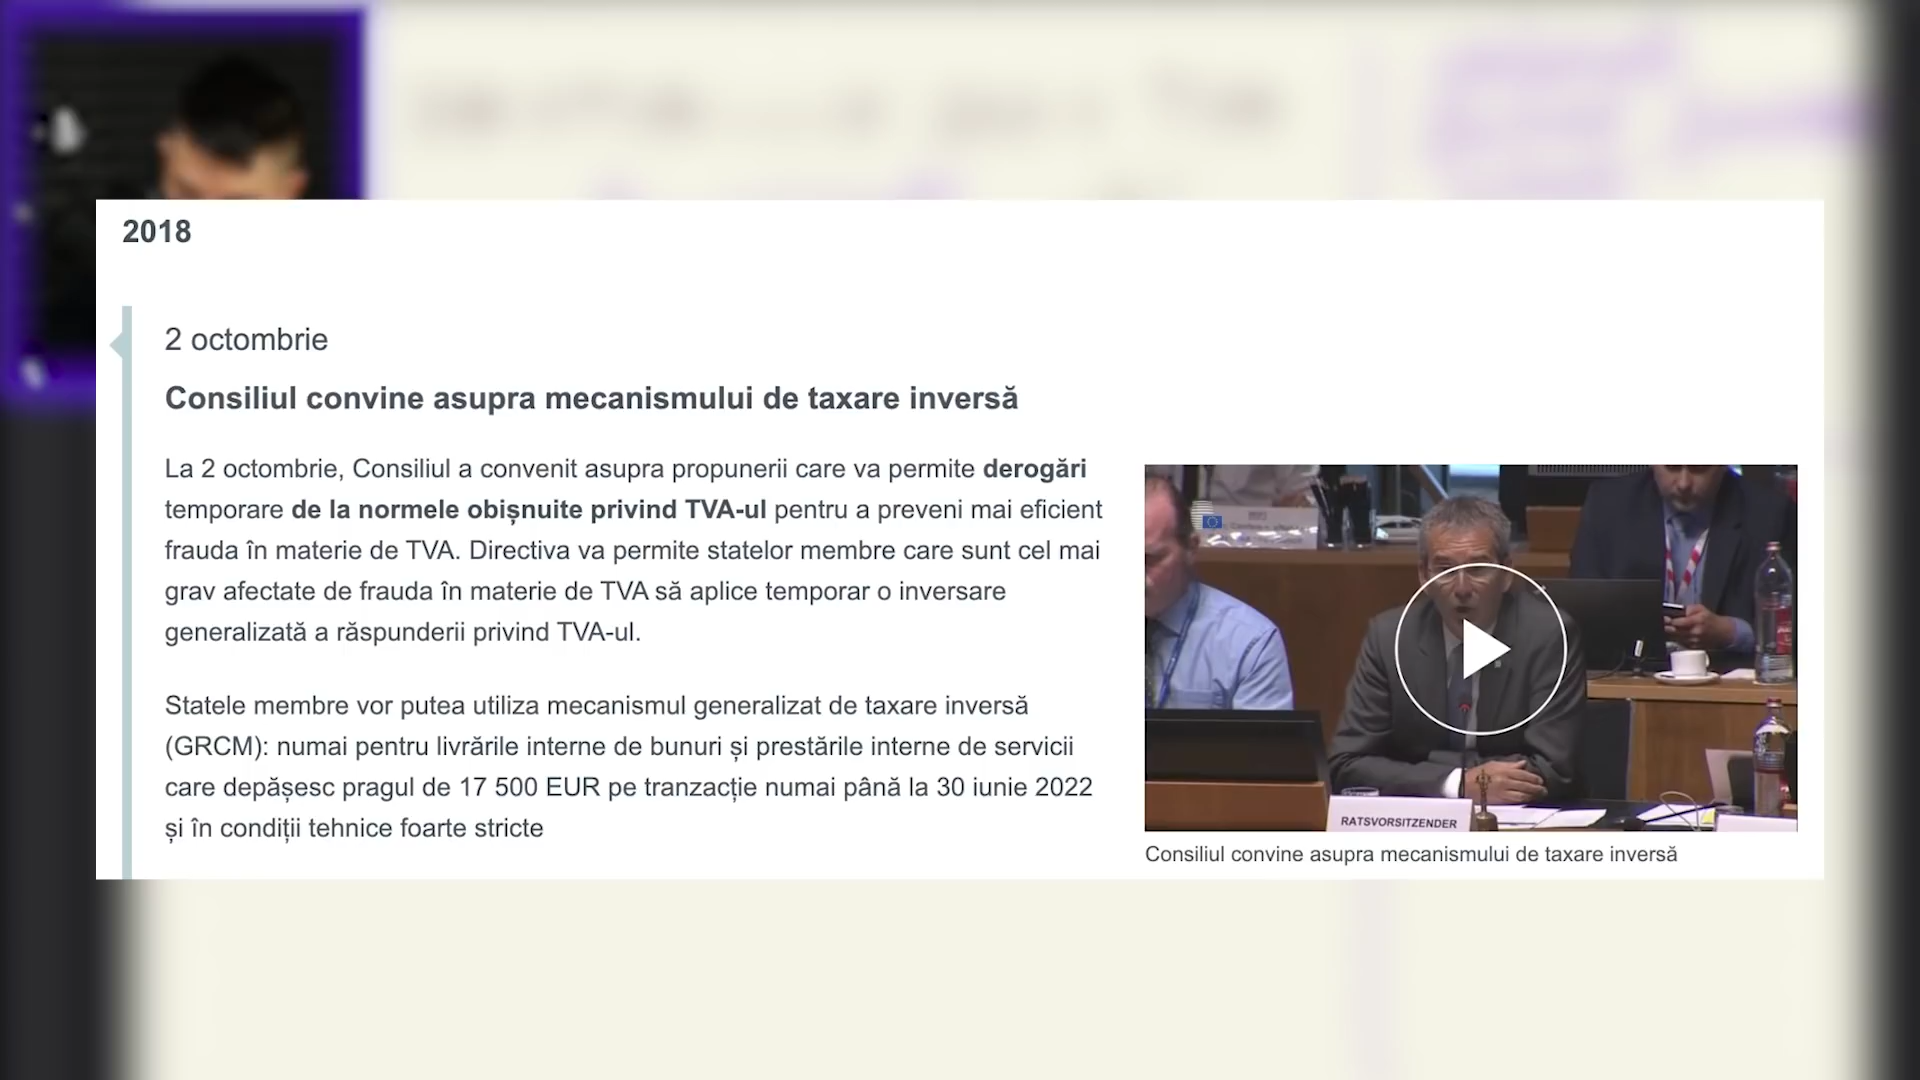 2018
2 octombrie
Consiliul convine asupra mecanismului de taxare inversă
La 2 octombrie, Consiliul a convenit asupra propunerii care va permite derogări
temporare de la normele obișnuite privind TVA-ul pentru a preveni mai eficient
frauda în materie de TVA. Directiva va permite statelor membre care sunt cel mai
grav afectate de frauda în materie de TVA să aplice temporar o inversare
generalizată a răspunderii privind TVA-ul.
Statele membre vor putea utiliza mecanismul generalizat de taxare inversă
(GRCM): numai pentru livrările interne de bunuri și prestările interne de servicii
care depășesc pragul de 17 500 EUR pe tranzacție numai până la 30 iunie 2022
și în condiții tehnice foarte stricte
RATSVORSITZENDER
Consiliul convine asupra mecanismului de taxare inversă